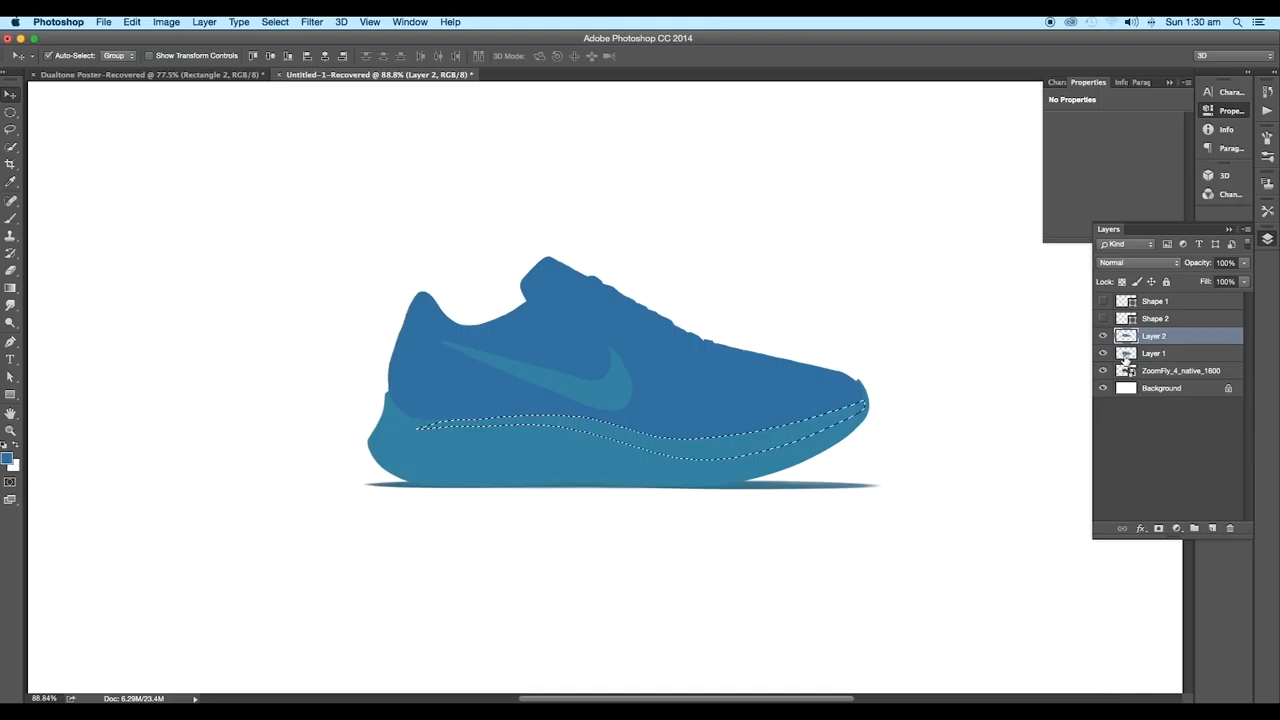 Photoshop File Edit Image Layer Type Select Filter 3D View Window Help Sun 1:30 am
Adobe Photoshop CC 2014
Auto-Select: Group Show Transform Controls 3D Mode: 3D
Dualtone Poster-Recovered @ 77.5% (Rectangle 2, RGB/8) * Untitled-1-Recovered @ 88.8% (Layer 2, RGB/8) *
Chara Properties Info Parag
No Properties
Chara...
Prope...
Info
Parag...
3D
Chan...
Layers
Kind
Normal Opacity: 100%
Lock: Fill: 100%
Shape 1
Shape 2
Layer 2
Layer 1
ZoomFly_4_native_1600
Background
fx
88.84% Doc: 6.29M/23.4M